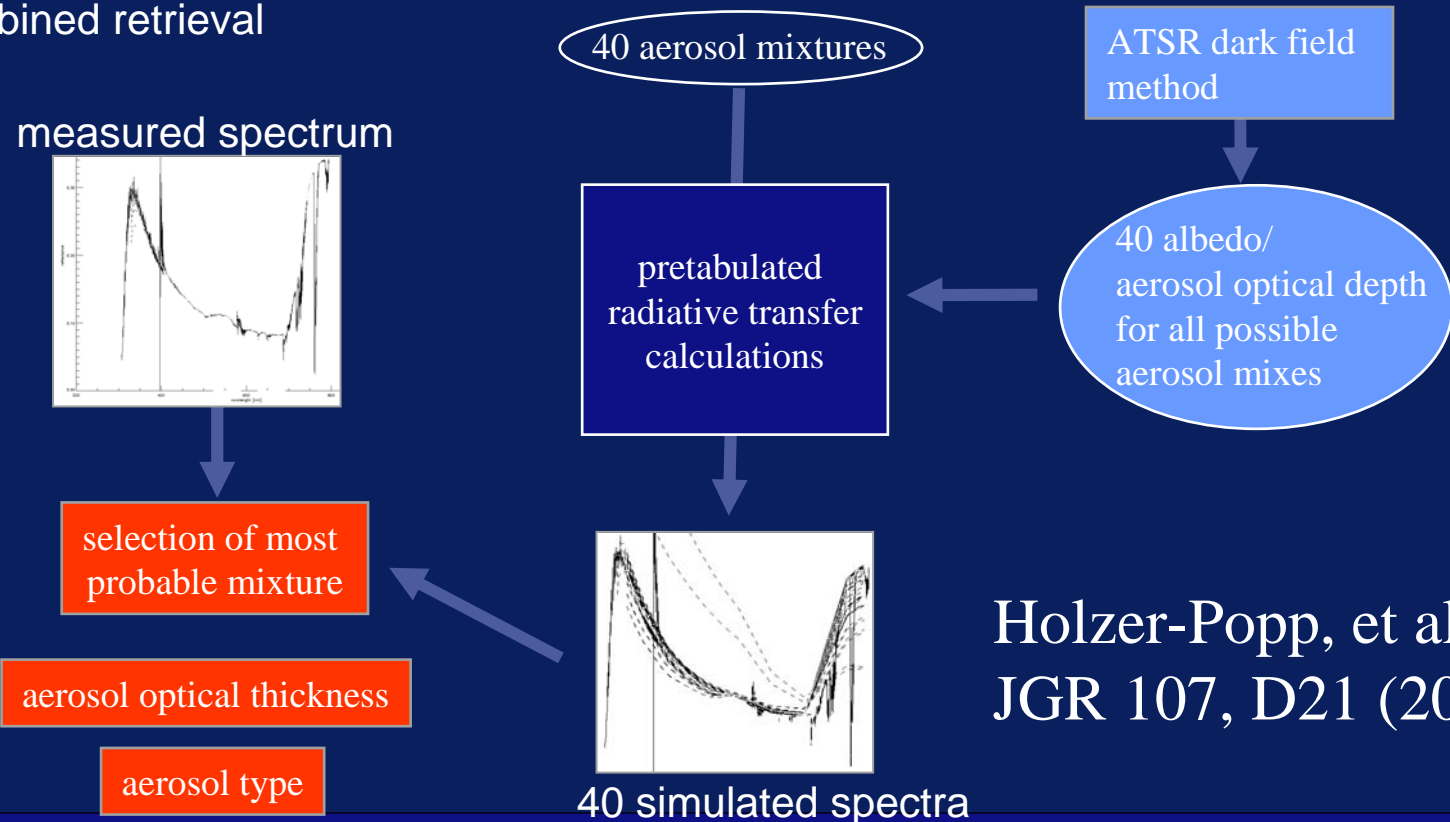 retrieval
40 aerosol mixtures
ATSR dark field
method
measured spectrum
40 albedo/
aerosol optical depth
for all possible
aerosol mixes
pretabulated
radiative transfer
calculations
selection of most
probable mixture
Holzer-Popp, et al
JGR 107, D21
aerosol optical thickness
aerosol type
40 simulated spectra